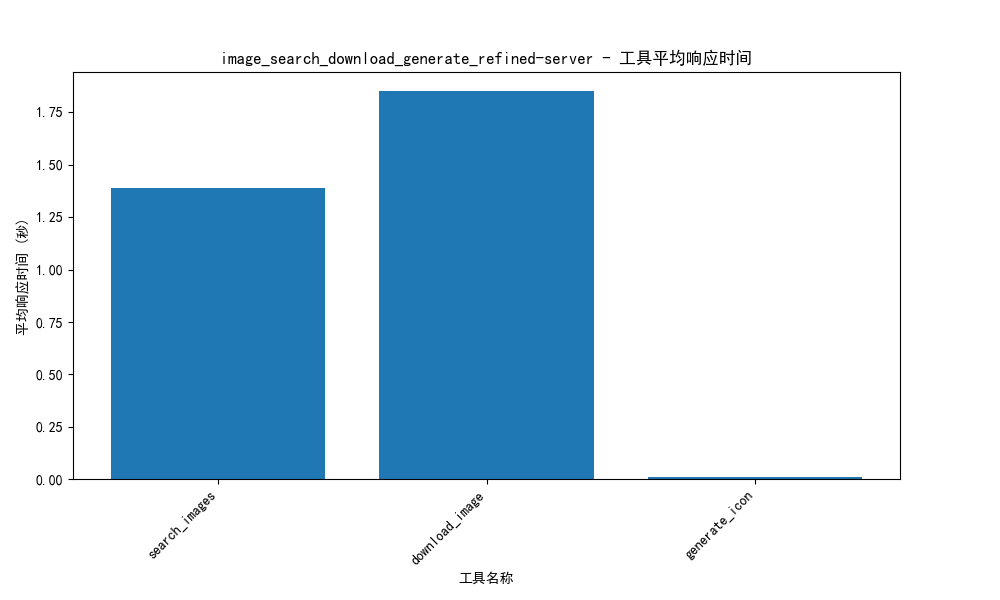 image_search_download_generate_refined-server - 工具平均响应时间
平均响应时间 (秒)
1.75
1.50
1.25
1.00
0.75
0.50
0.25
0.00
search_images
download_image
generate_icon
工具名称